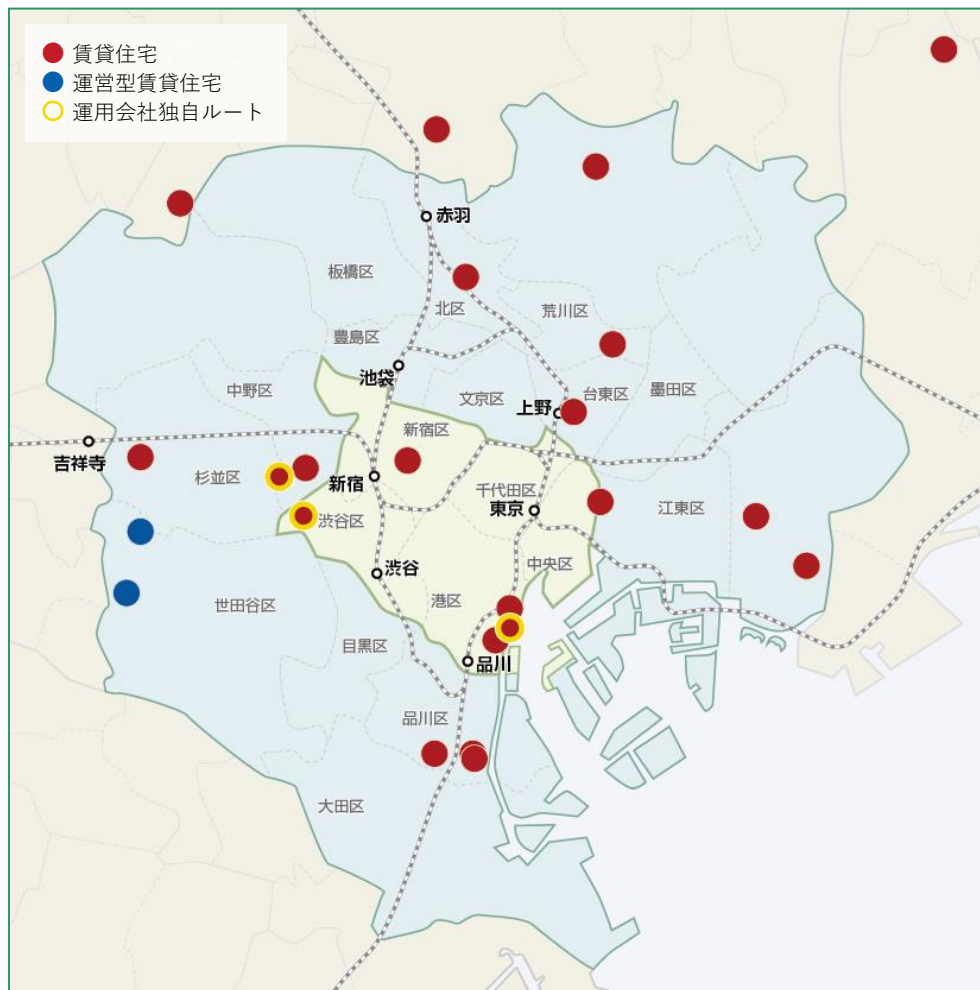 賃貸住宅
運営型賃貸住宅
運用会社独自ルート
赤羽
板橋区
北区
荒川区
豊島区
池袋
中野区
文京区
上野
台東区
墨田区
新宿区
吉祥寺
杉並区
新宿
千代田区
東京
江東区
渋谷区
渋谷
中央区
港区
世田谷区
目黒区
品川
品川区
大田区